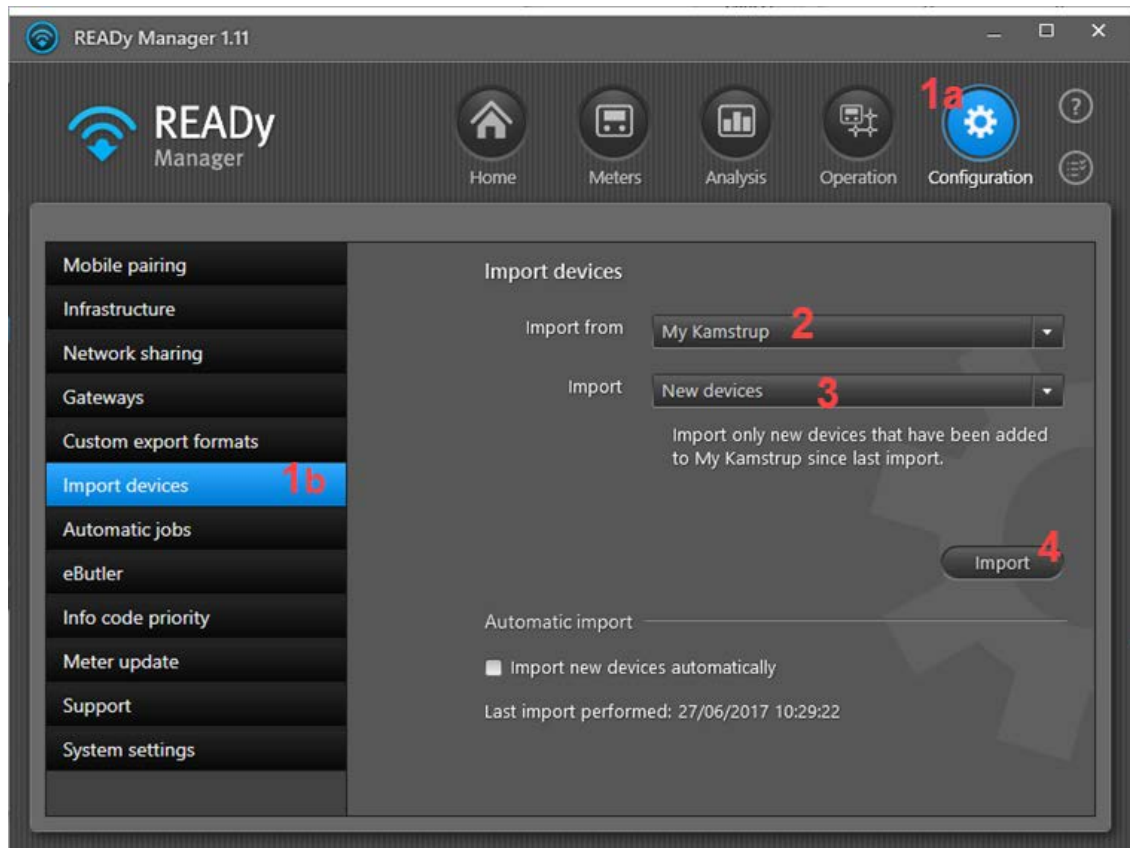 READy Manager 1.11
READy
Manager
1a
?
Home
Meters
Analysis
Operation
Configuration
Mobile pairing
Infrastructure
Network sharing
Gateways
Custom export formats
Import devices 1b
Automatic jobs
eButler
Info code priority
Meter update
Support
System settings
Import devices
Import from My Kamstrup 2
Import New devices 3
Import only new devices that have been added
to My Kamstrup since last import.
Import 4
Automatic import
Import new devices automatically
Last import performed: 27/06/2017 10:29:22